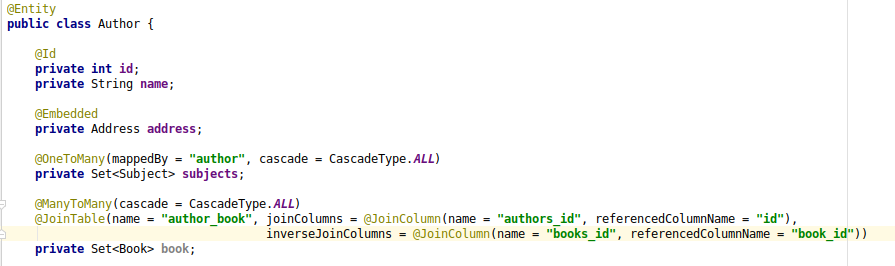 @Entity
public class Author {
@Id
private int id;
private String name;
@Embedded
private Address address;
@OneToMany(mappedBy = "author", cascade = CascadeType.ALL)
private Set<Subject> subjects;
@ManyToMany(cascade = CascadeType.ALL)
@JoinTable(name = "author_book", joinColumns = @JoinColumn(name = "authors_id", referencedColumnName = "id"),
inverseJoinColumns = @JoinColumn(name = "books_id", referencedColumnName = "book_id"))
private Set<Book> book;